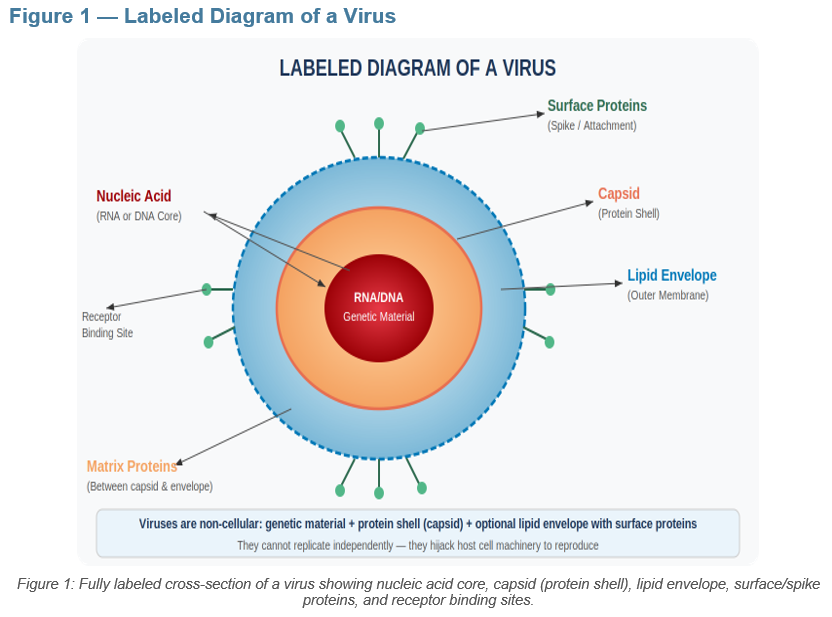 Figure 1 — Labeled Diagram of a Virus
LABELED DIAGRAM OF A VIRUS
Surface Proteins
(Spike / Attachment)
Nucleic Acid
(RNA or DNA Core)
Capsid
(Protein Shell)
Lipid Envelope
(Outer Membrane)
RNA/DNA
Genetic Material
Receptor
Binding Site
Matrix Proteins
(Between capsid & envelope)
Viruses are non-cellular: genetic material + protein shell (capsid) + optional lipid envelope with surface proteins
They cannot replicate independently — they hijack host cell machinery to reproduce
Figure 1: Fully labeled cross-section of a virus showing nucleic acid core, capsid (protein shell), lipid envelope, surface/spike
proteins, and receptor binding sites.